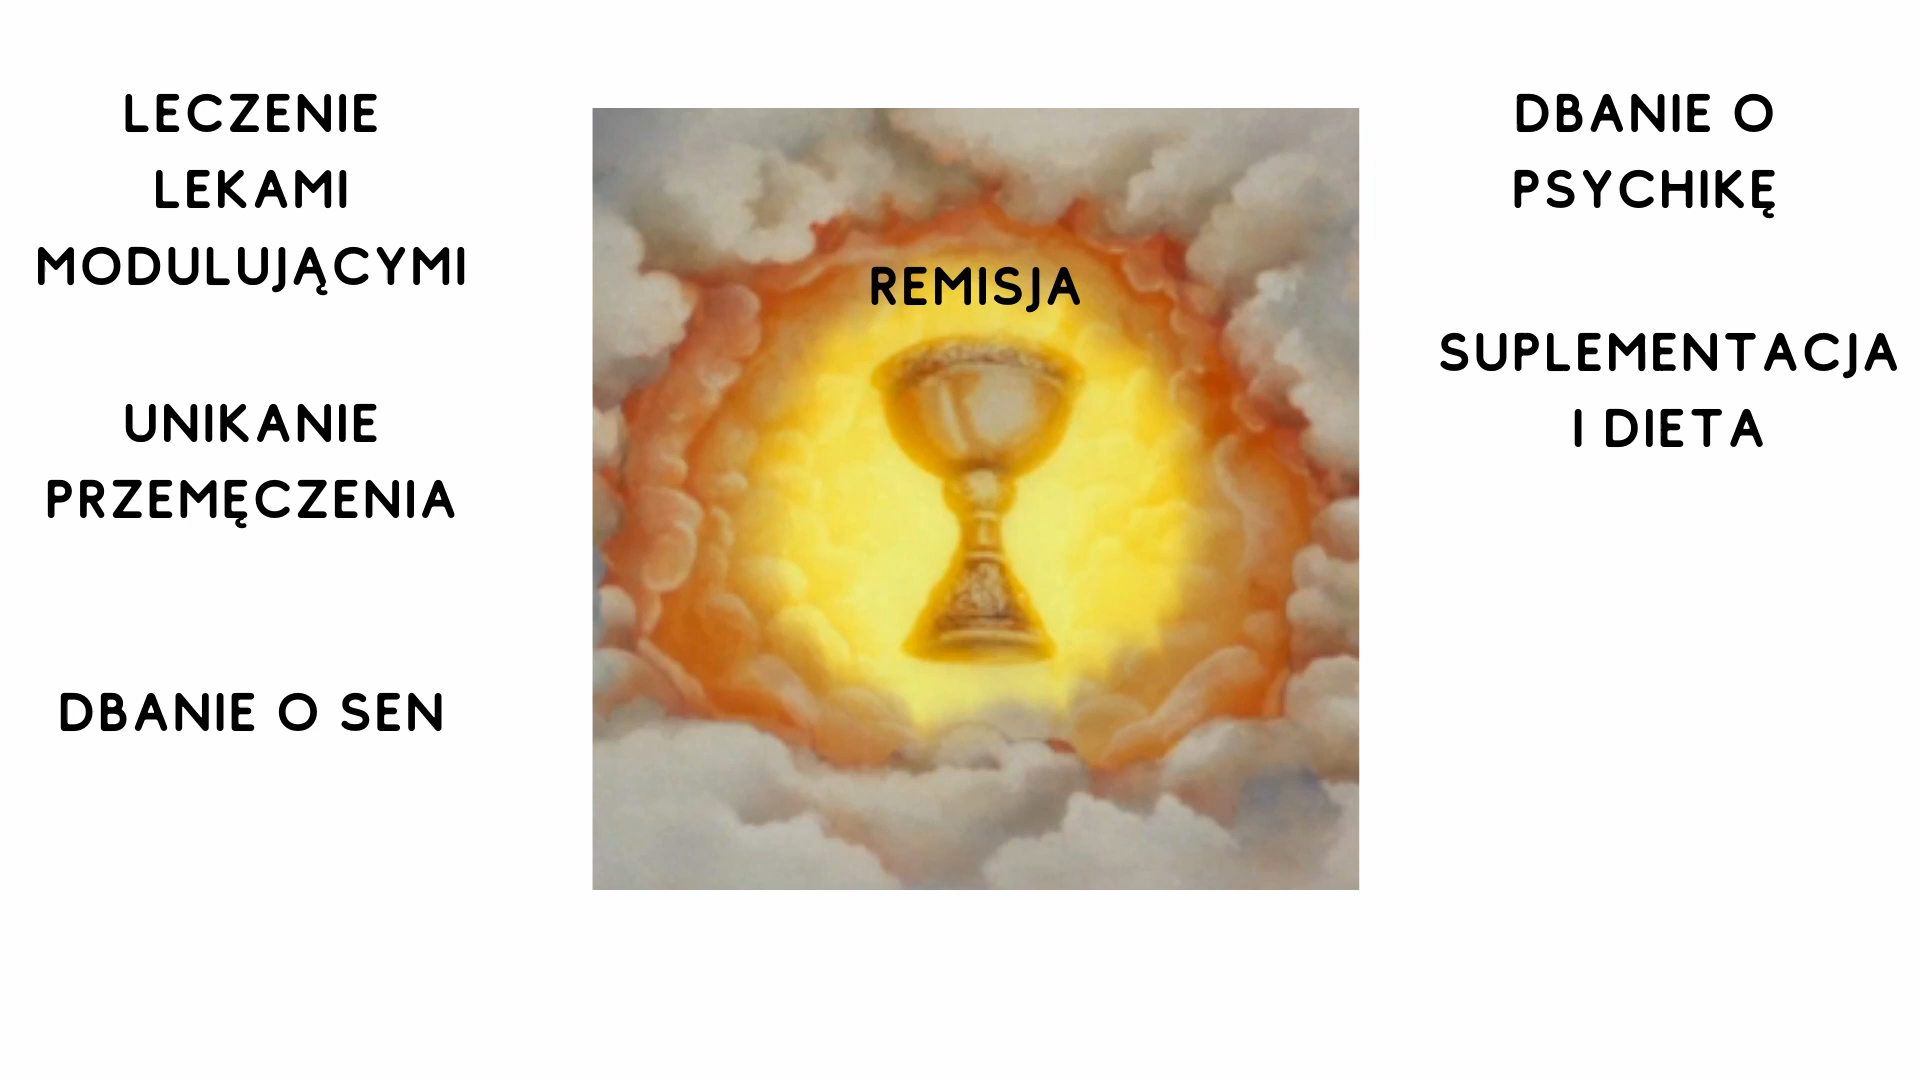 LECZENIE
LEKAMI
MODULUJĄCYMI
UNIKANIE
PRZEMĘCZENIA
DBANIE O SEN
REMISJA
DBANIE O
PSYCHIKĘ
SUPLEMENTACJA
I DIETA